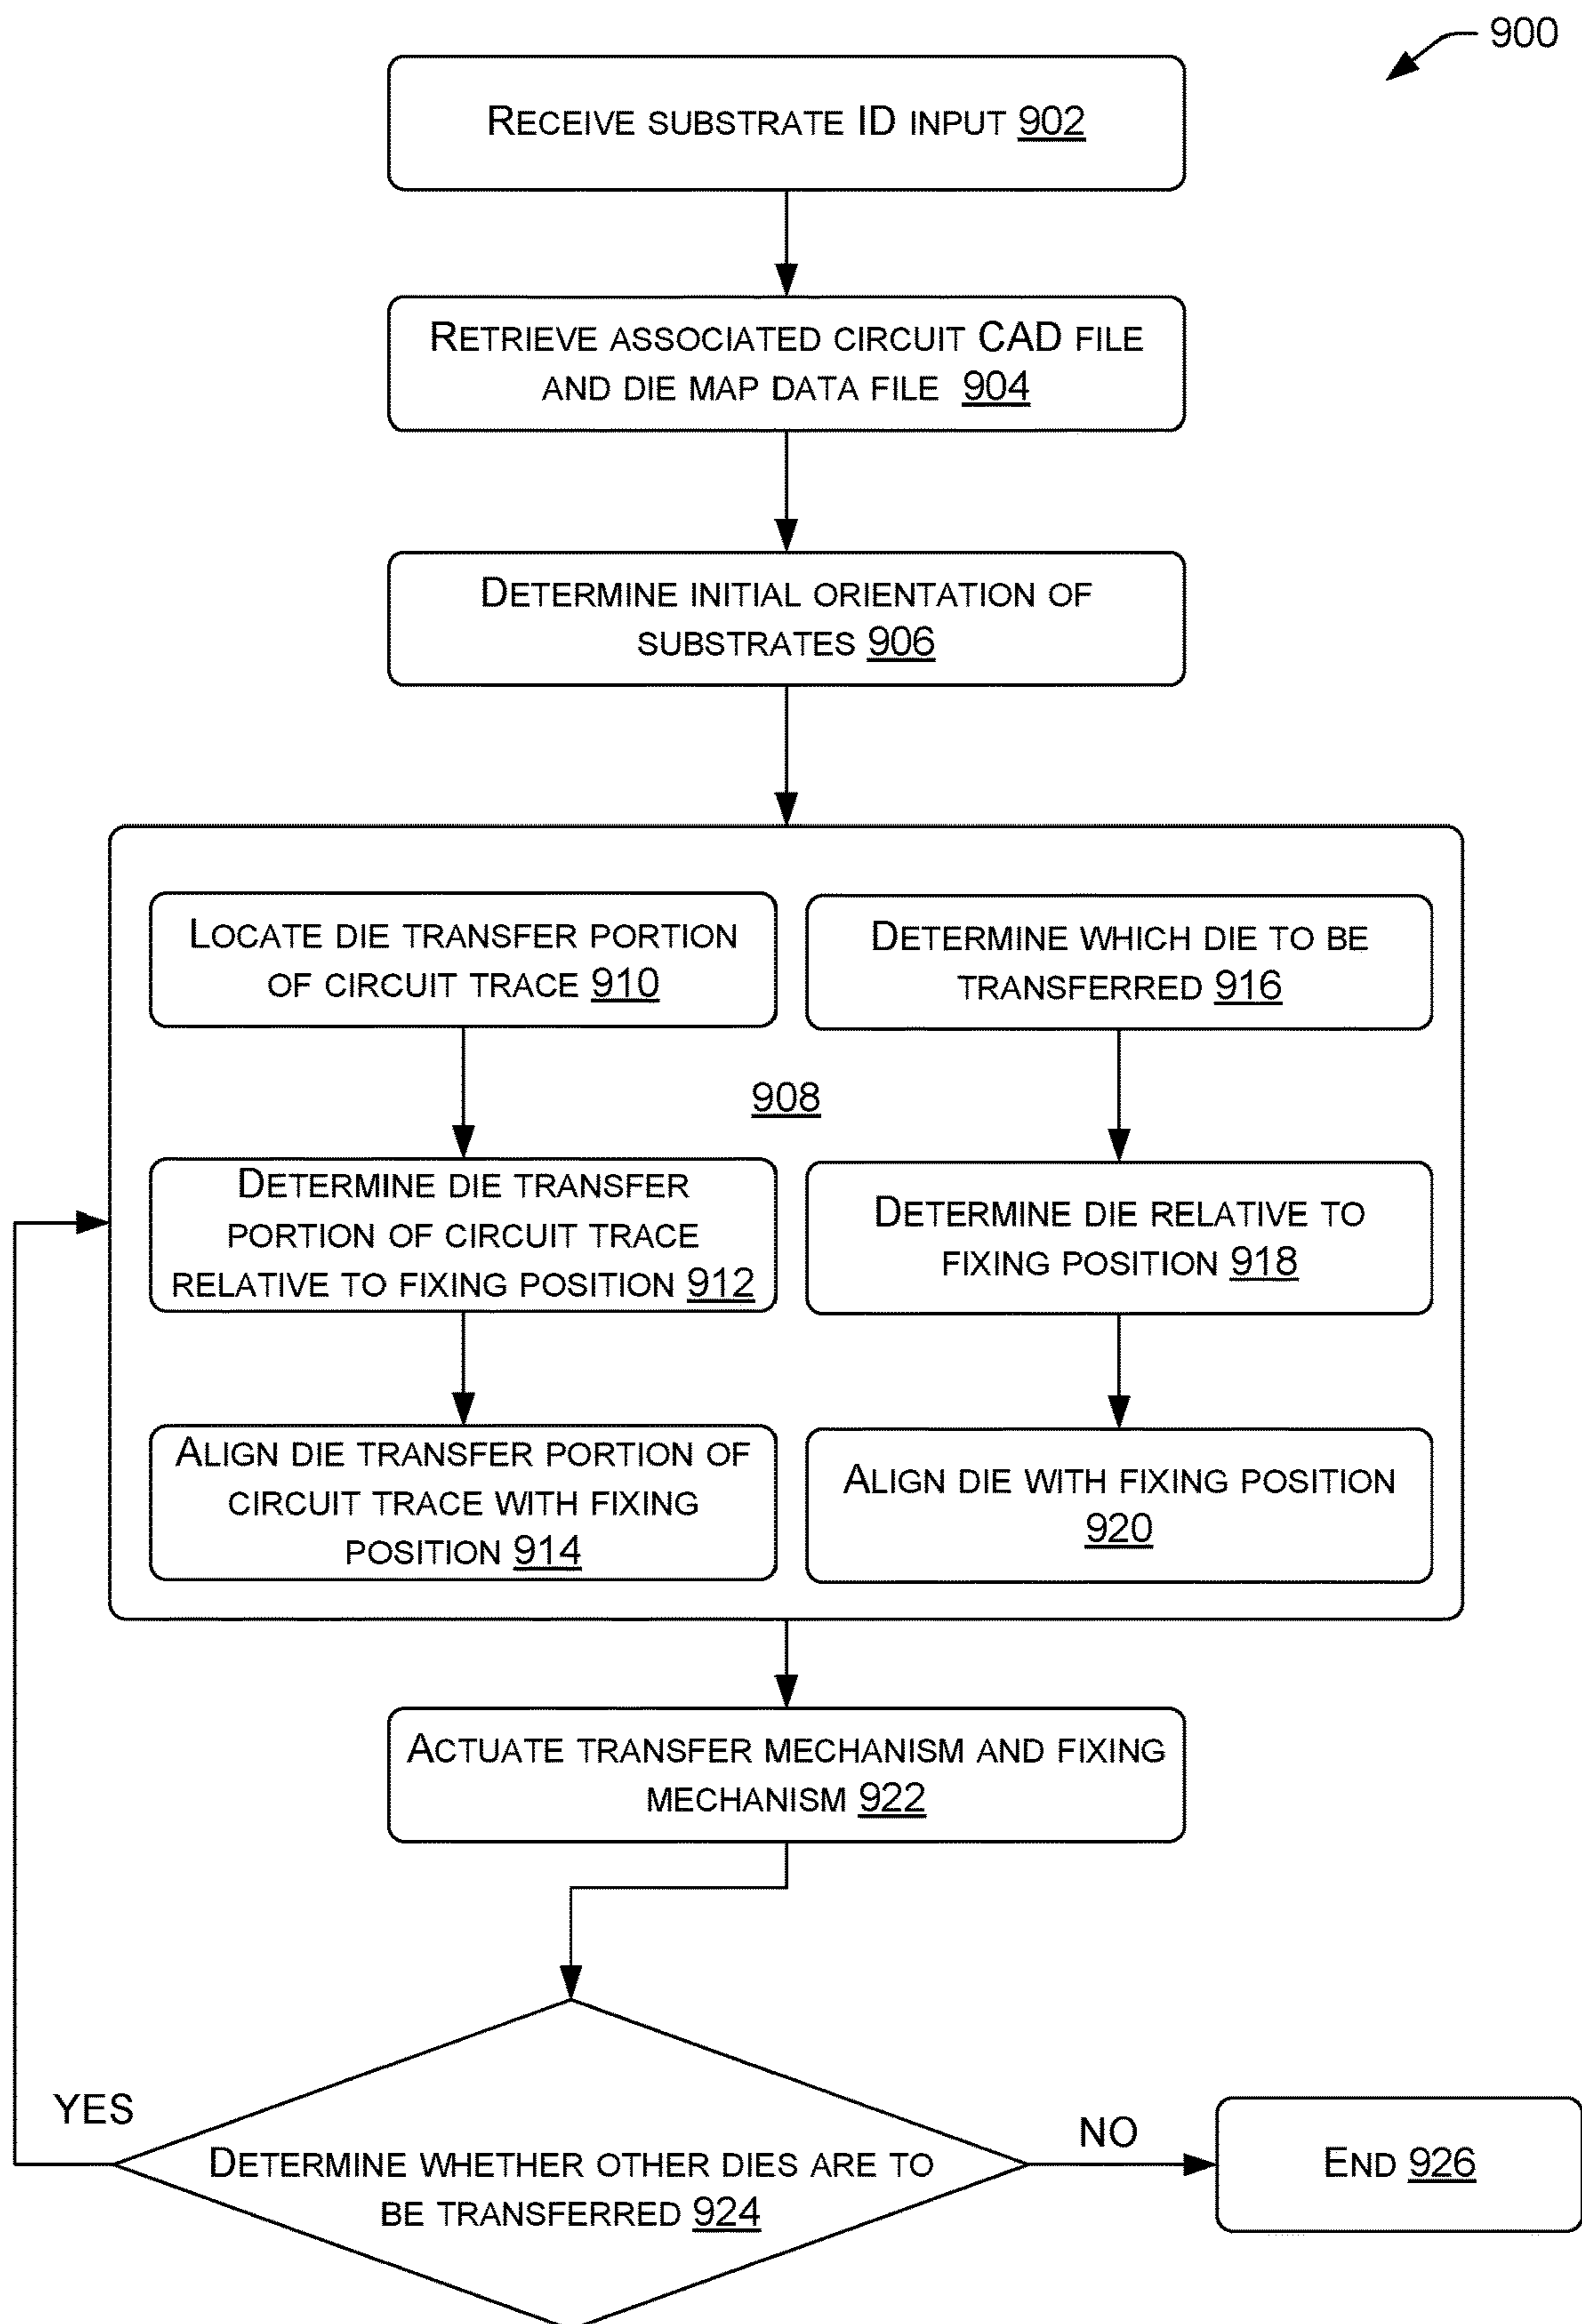 900
RECEIVE SUBSTRATE ID INPUT 902
RETRIEVE ASSOCIATED CIRCUIT CAD FILE
AND DIE MAP DATA FILE 904
DETERMINE INITIAL ORIENTATION OF
SUBSTRATES 906
LOCATE DIE TRANSFER PORTION
OF CIRCUIT TRACE 910
DETERMINE WHICH DIE TO BE
TRANSFERRED 916
908
DETERMINE DIE TRANSFER
PORTION OF CIRCUIT TRACE
RELATIVE TO FIXING POSITION 912
DETERMINE DIE RELATIVE TO
FIXING POSITION 918
ALIGN DIE TRANSFER PORTION OF
CIRCUIT TRACE WITH FIXING
POSITION 914
ALIGN DIE WITH FIXING POSITION
920
ACTUATE TRANSFER MECHANISM AND FIXING
MECHANISM 922
YES
DETERMINE WHETHER OTHER DIES ARE TO
BE TRANSFERRED 924
NO
END 926